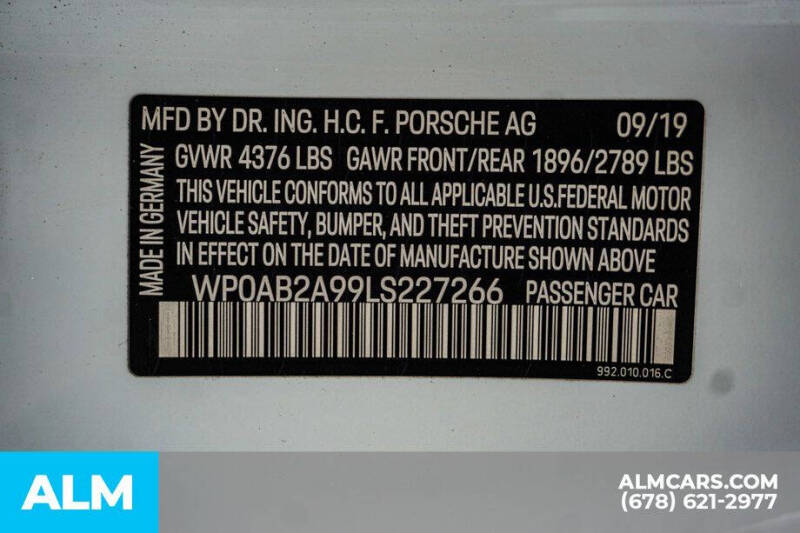 MFD BY DR. ING. H.C. F. PORSCHE AG 09/19
GVWR 4376 LBS GAWR FRONT/REAR 1896/2789 LBS
THIS VEHICLE CONFORMS TO ALL APPLICABLE U.S.FEDERAL MOTOR
VEHICLE SAFETY, BUMPER, AND THEFT PREVENTION STANDARDS
IN EFFECT ON THE DATE OF MANUFACTURE SHOWN ABOVE
MADE IN GERMANY
WP0AB2A99LS227266 PASSENGER CAR
992.010.016.C
ALM
ALMCARS.COM
(678) 621-2977